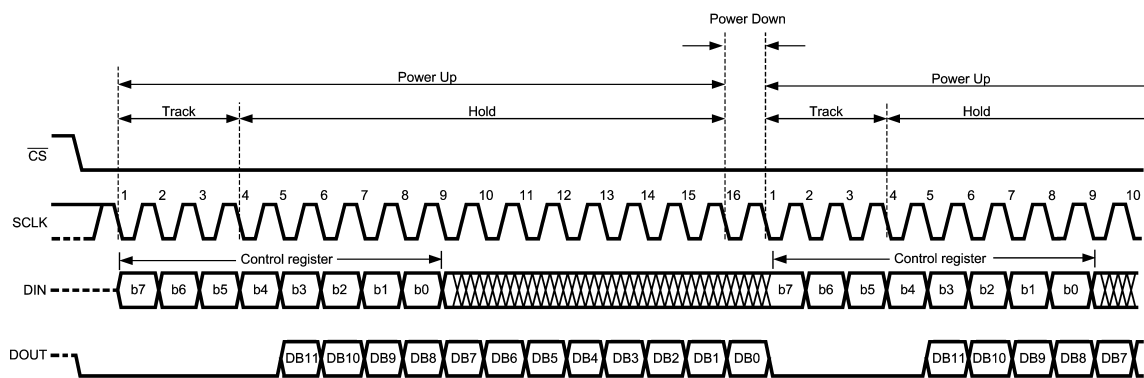 Power Down
Power Up Power Up
Track Hold Track Hold
CS
1 2 3 4 5 6 7 8 9 10 11 12 13 14 15 16 1 2 3 4 5 6 7 8 9 10
SCLK
Control register Control register
DIN b7 b6 b5 b4 b3 b2 b1 b0 b7 b6 b5 b4 b3 b2 b1 b0
DOUT DB11 DB10 DB9 DB8 DB7 DB6 DB5 DB4 DB3 DB2 DB1 DB0 DB11 DB10 DB9 DB8 DB7